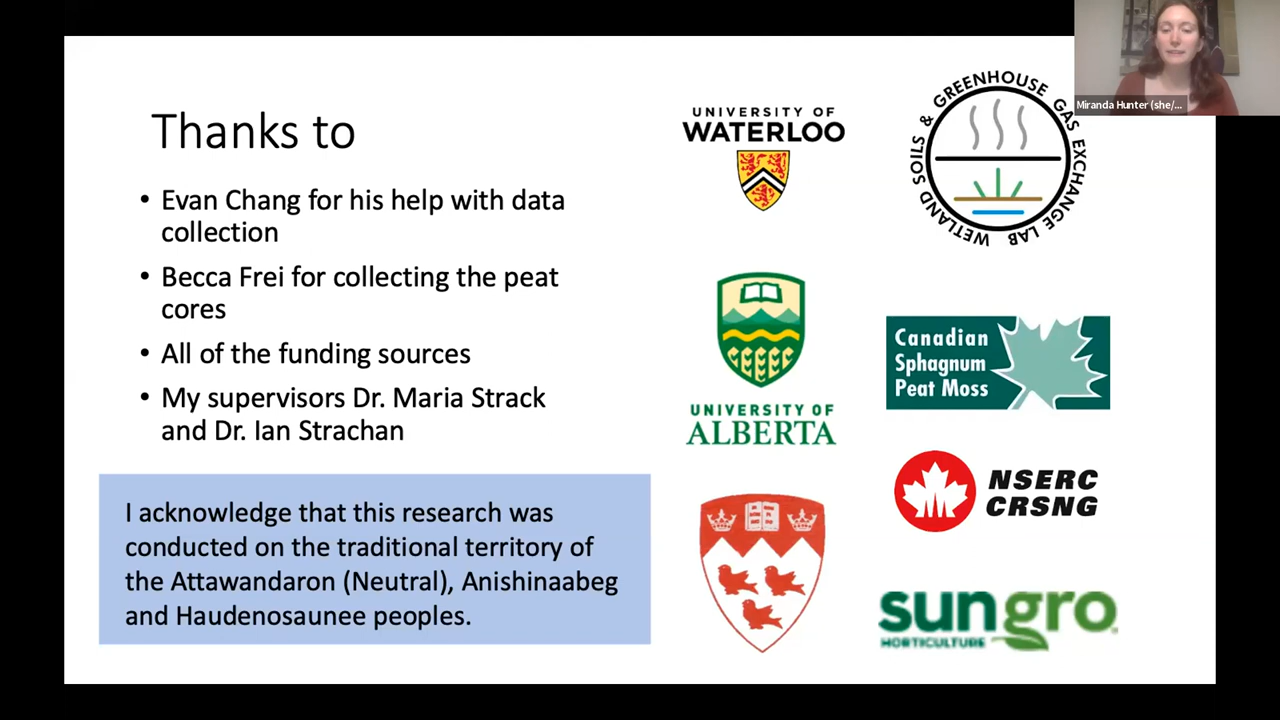 Thanks to
• Evan Chang for his help with data
collection
• Becca Frei for collecting the peat
cores
• All of the funding sources
• My supervisors Dr. Maria Strack
and Dr. Ian Strachan
I acknowledge that this research was
conducted on the traditional territory of
the Attawandaron (Neutral), Anishinaabeg
and Haudenosaunee peoples.
UNIVERSITY OF
WATERLOO
WETLAND SOILS & GREENHOUSE GAS EXCHANGE LAB
Miranda Hunter (she/...
UNIVERSITY OF
ALBERTA
Canadian
Sphagnum
Peat Moss
NSERC
CRSNG
sungro
HORTICULTURE